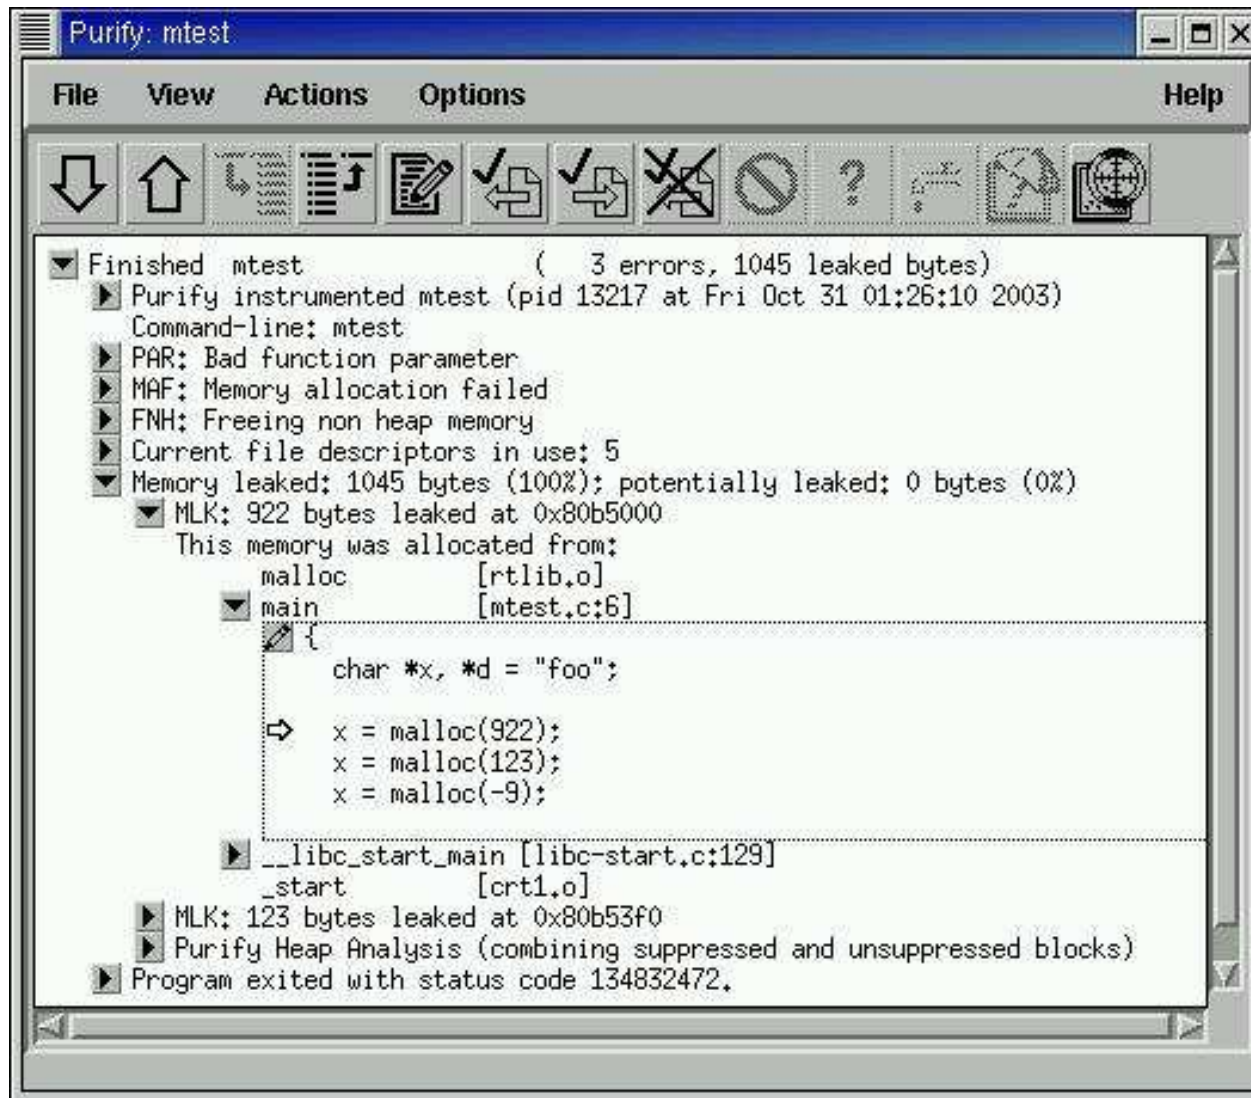 Purify: mtest
File View Actions Options Help
?
Finished mtest ( 3 errors, 1045 leaked bytes)
Purify instrumented mtest (pid 13217 at Fri Oct 31 01:26:10 2003)
Command-line: mtest
PAR: Bad function parameter
MAF: Memory allocation failed
FNH: Freeing non heap memory
Current file descriptors in use: 5
Memory leaked: 1045 bytes (100%); potentially leaked: 0 bytes (0%)
MLK: 922 bytes leaked at 0x80b5000
This memory was allocated from:
malloc [rtlib.o]
main [mtest.c:6]
{
char *x, *d = "foo";
x = malloc(922);
x = malloc(123);
x = malloc(-9);
__libc_start_main [libc-start.c:129]
_start [crt1.o]
MLK: 123 bytes leaked at 0x80b53f0
Purify Heap Analysis (combining suppressed and unsuppressed blocks)
Program exited with status code 134832472.